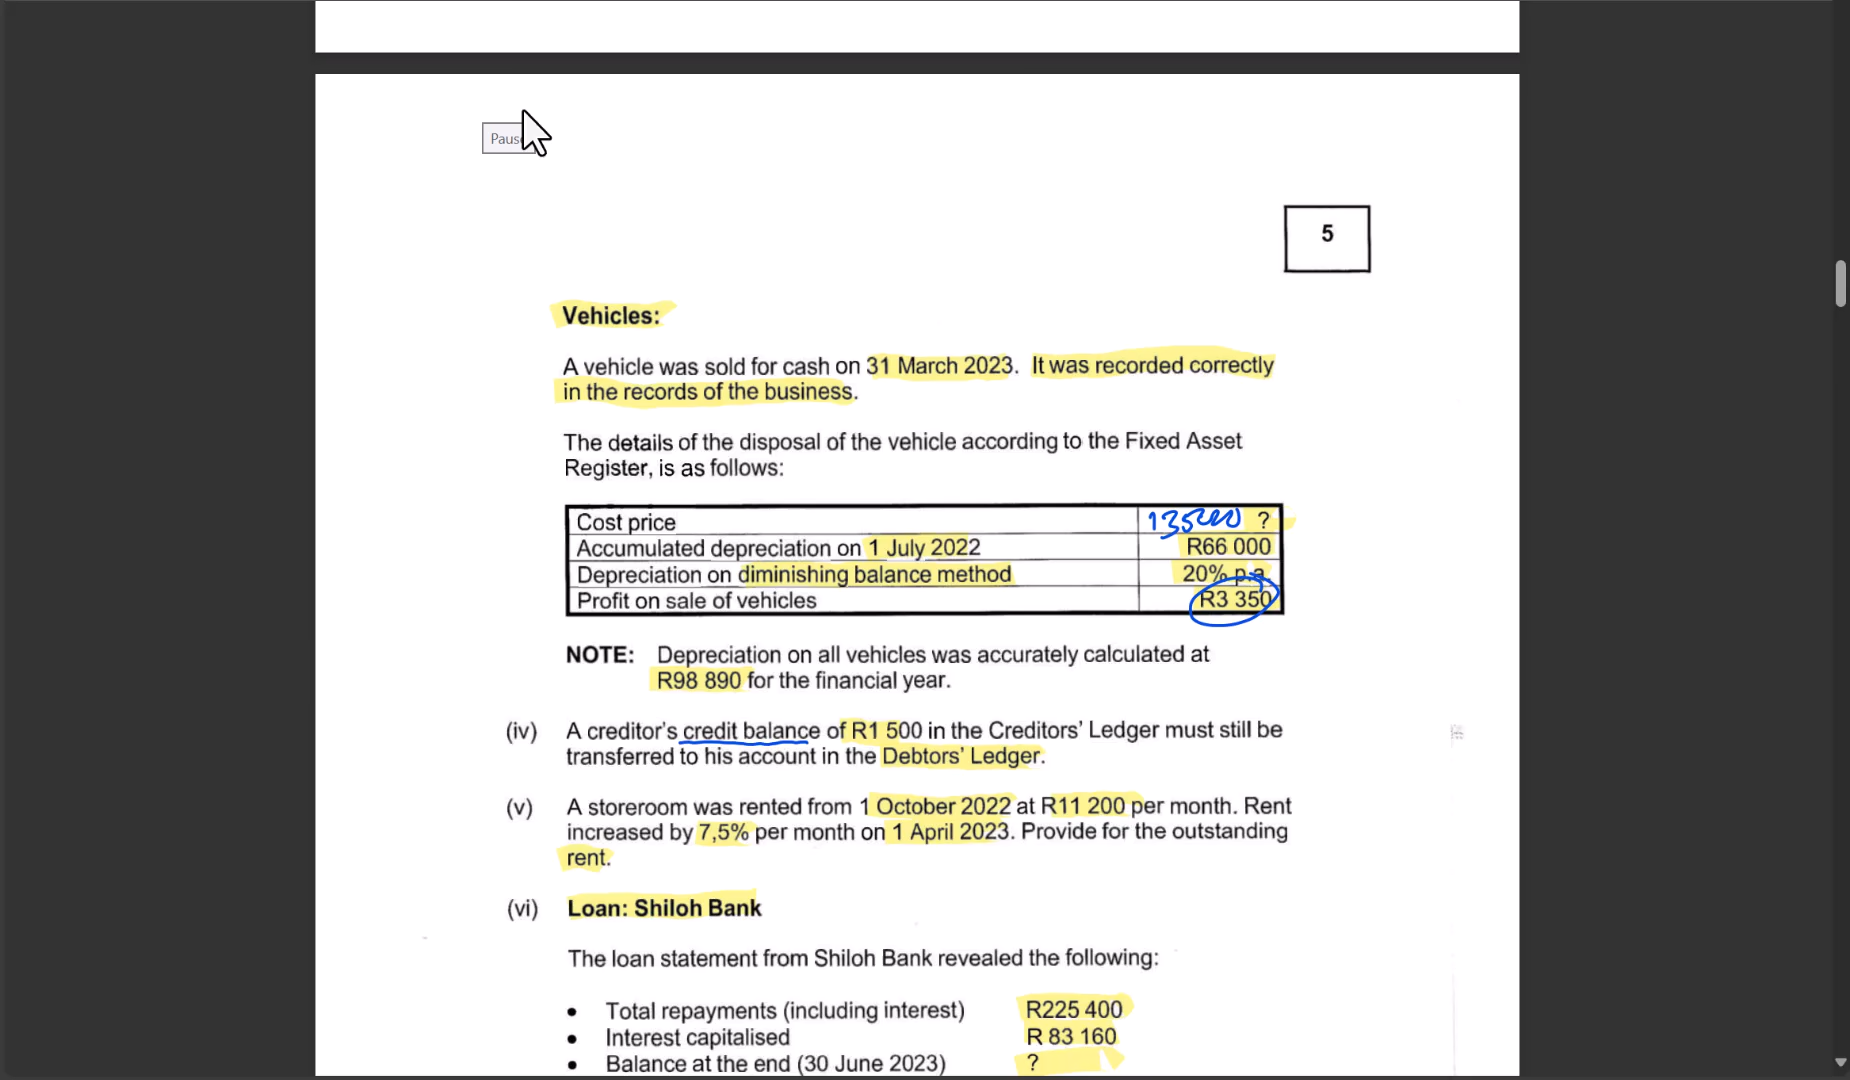 Paus
5
Vehicles:
A vehicle was sold for cash on 31 March 2023. It was recorded correctly
in the records of the business.
The details of the disposal of the vehicle according to the Fixed Asset
Register, is as follows:
Cost price 135000 ?
Accumulated depreciation on 1 July 2022 R66 000
Depreciation on diminishing balance method 20% p.a.
Profit on sale of vehicles R3 350
NOTE: Depreciation on all vehicles was accurately calculated at
R98 890 for the financial year.
(iv) A creditor's credit balance of R1 500 in the Creditors' Ledger must still be
transferred to his account in the Debtors' Ledger.
(v) A storeroom was rented from 1 October 2022 at R11 200 per month. Rent
increased by 7,5% per month on 1 April 2023. Provide for the outstanding
rent.
(vi) Loan: Shiloh Bank
The loan statement from Shiloh Bank revealed the following:
• Total repayments (including interest) R225 400
• Interest capitalised R 83 160
• Balance at the end (30 June 2023) ?